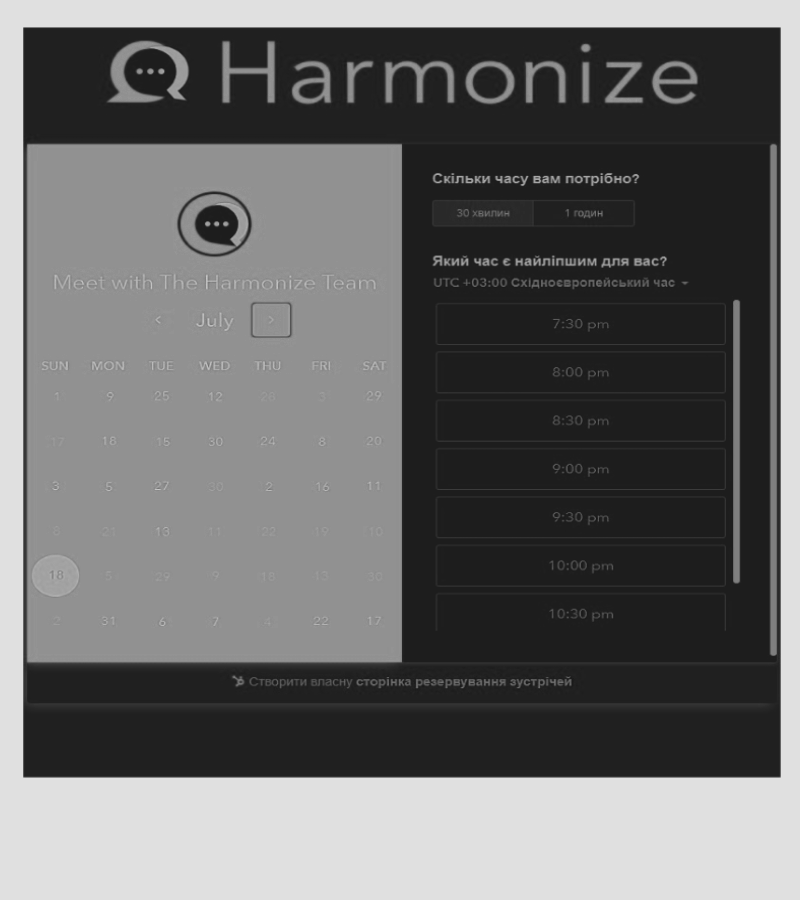 Harmonize
Meet with The Harmonize Team
< July >
SUN MON TUE WED THU FRI SAT
1 9 25 12 26 3 29
17 18 15 30 24 8 20
3 5 27 30 2 16 11
6 21 13 11 22 19 10
18 5 29 9 18 13 30
2 31 6 7 4 22 17
Скільки часу вам потрібно?
30 хвилин 1 годин
Який час є найліпшим для вас?
UTC +03:00 Східноєвропейський час
7:30 pm
8:00 pm
8:30 pm
9:00 pm
9:30 pm
10:00 pm
10:30 pm
Створити власну сторінка резервування зустрічей